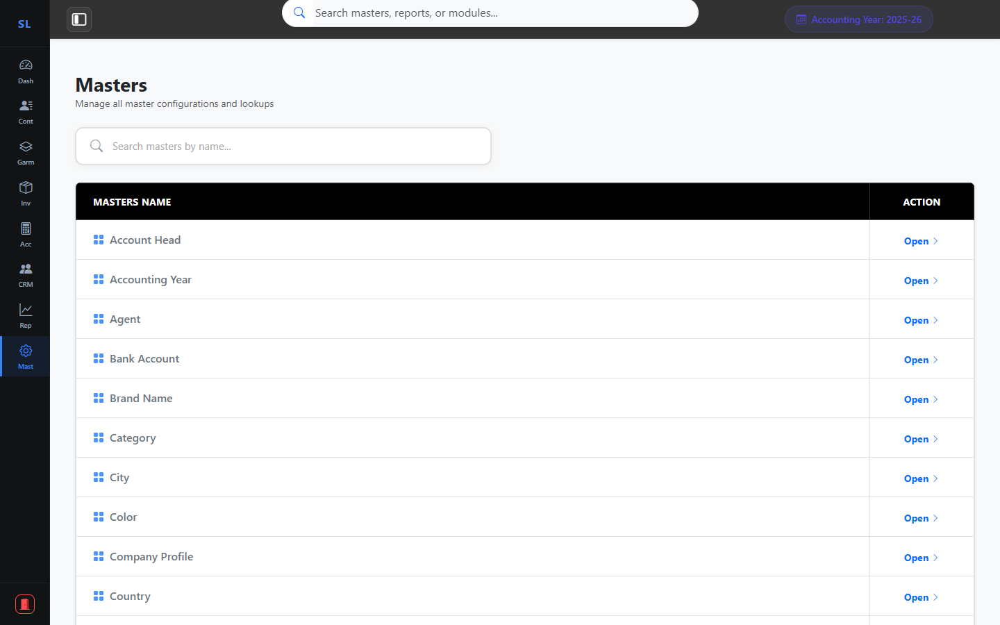 SL
Search masters, reports, or modules...
Accounting Year: 2025-26
Dash
Cont
Garm
Inv
Acc
CRM
Rep
Mast
Masters
Manage all master configurations and lookups
Search masters by name...
MASTERS NAME ACTION
Account Head Open
Accounting Year Open
Agent Open
Bank Account Open
Brand Name Open
Category Open
City Open
Color Open
Company Profile Open
Country Open